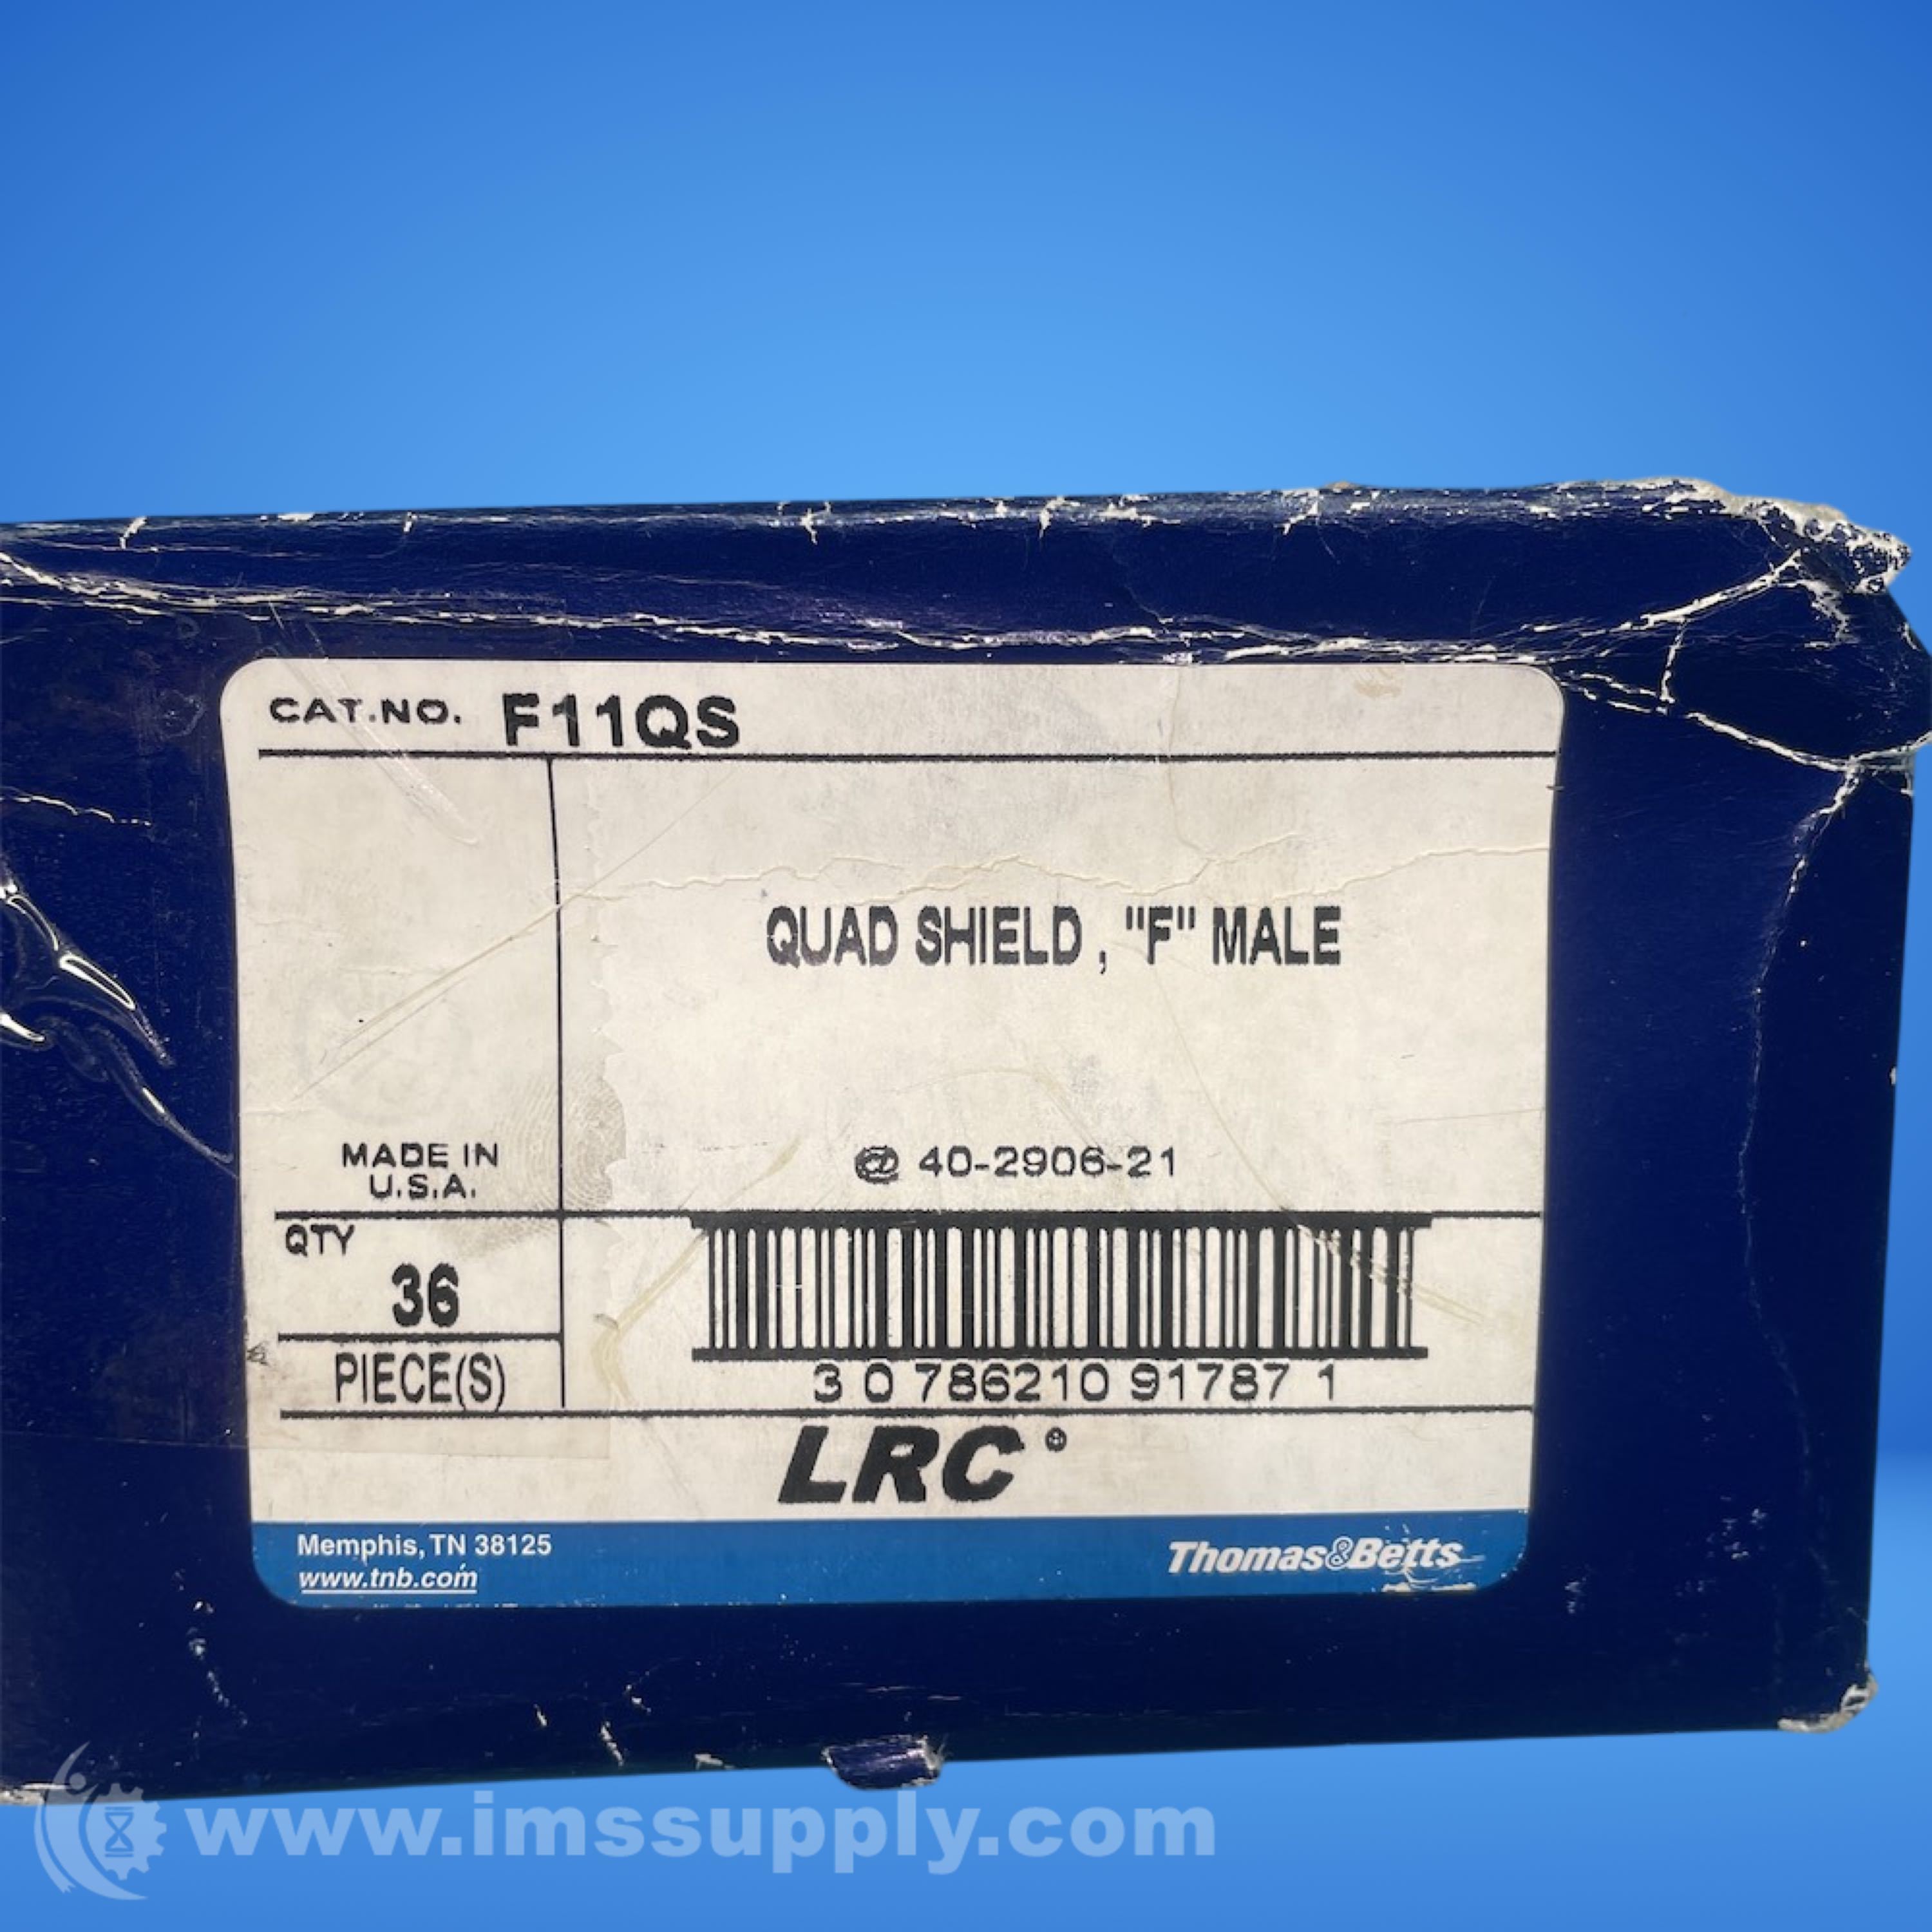 CAT.NO. F11QS
QUAD SHIELD, "F" MALE
MADE IN
U.S.A.
@ 40-2906-21
QTY
36
PIECE(S)
3 0 786210 91787 1
LRC®
Memphis, TN 38125
www.tnb.com
Thomas&Betts
www.imssupply.com